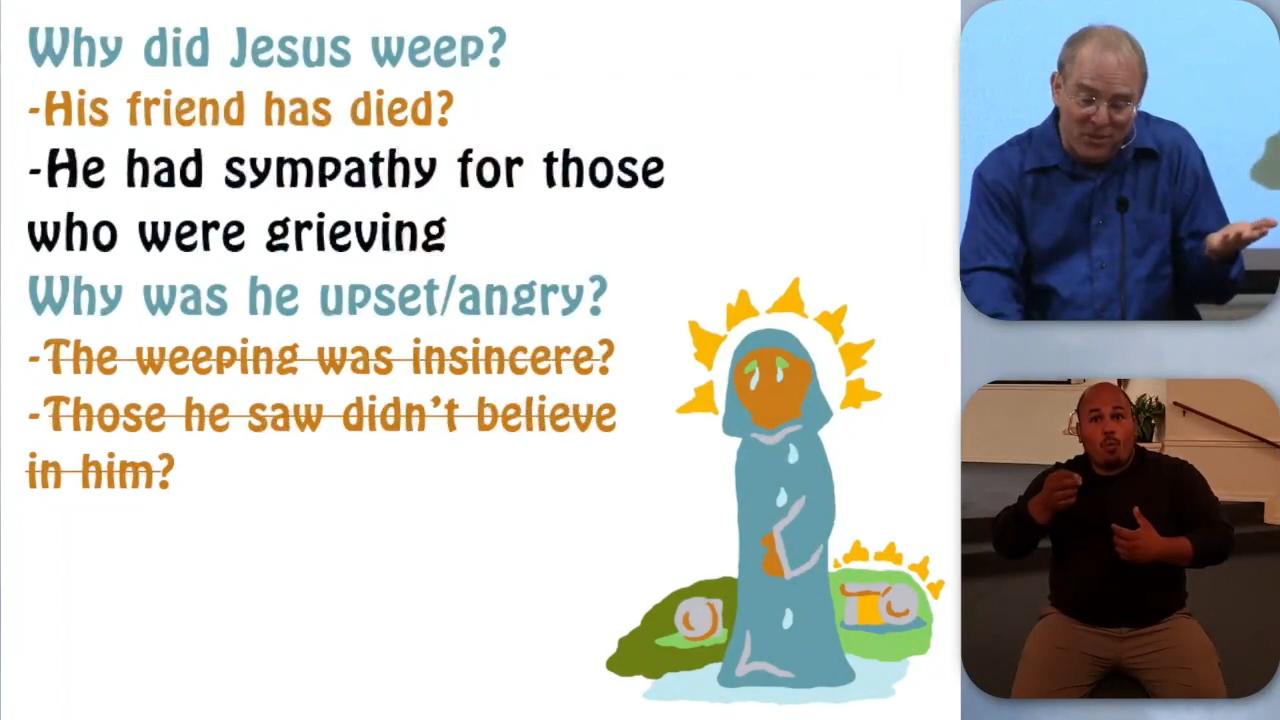 Why did Jesus weep?
-His friend has died?
-He had sympathy for those
who were grieving
Why was he upset/angry?
-The weeping was insincere?
-Those he saw didn't believe
in him?